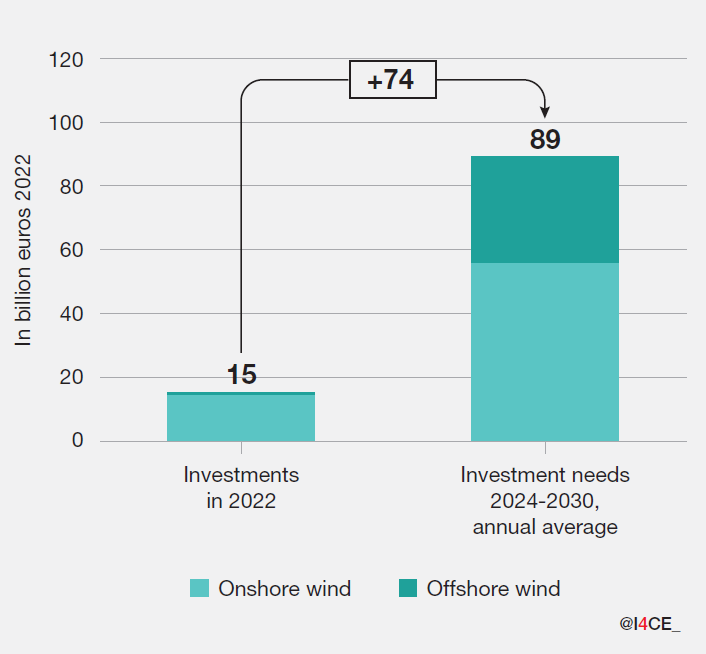 In billion euros 2022
120
100
80
60
40
20
0
+74
89
15
Investments
in 2022
Investment needs
2024-2030,
annual average
Onshore wind
Offshore wind
@I4CE_